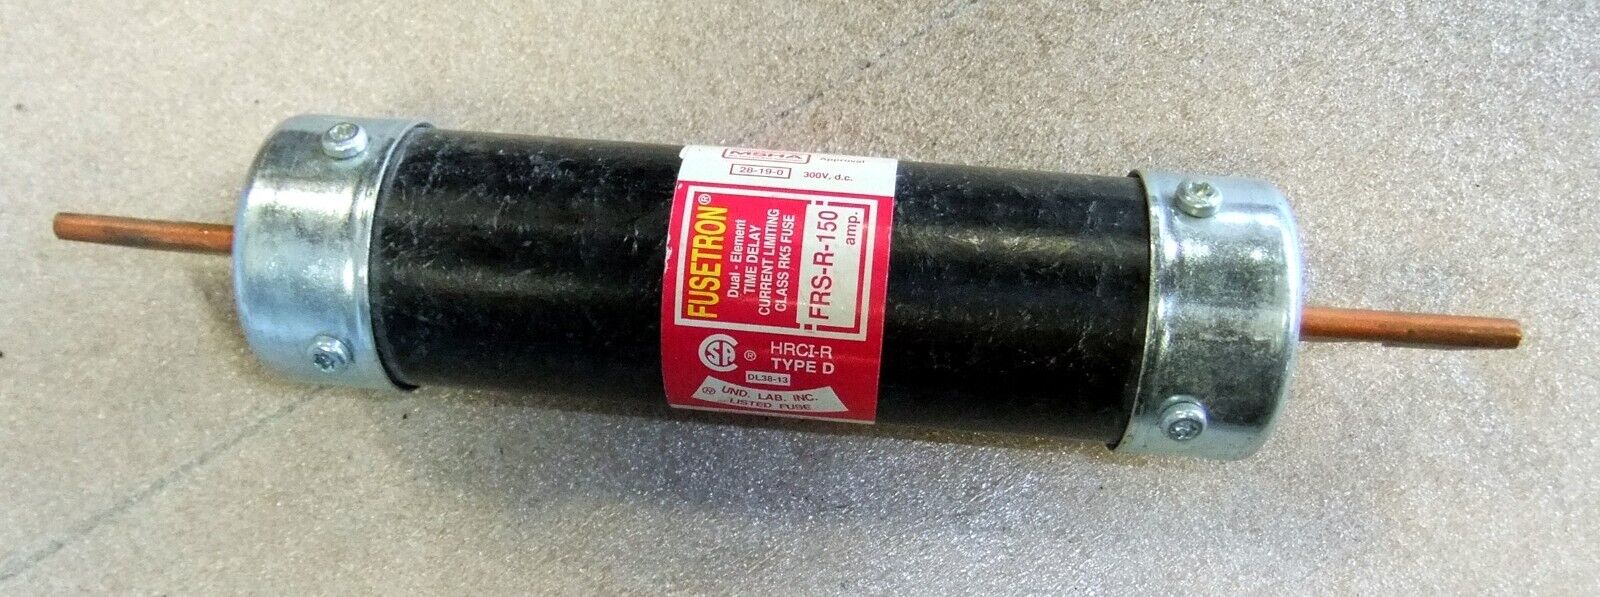 MSHA Approval
28-19-0 300V, d.c.
FUSETRON®
Dual - Element
TIME DELAY
CURRENT LIMITING
CLASS RK5 FUSE
FRS-R-150
amp.
SA ® HRCI-R
TYPE D
DL38-13
UND. LAB. INC.
LISTED FUSE